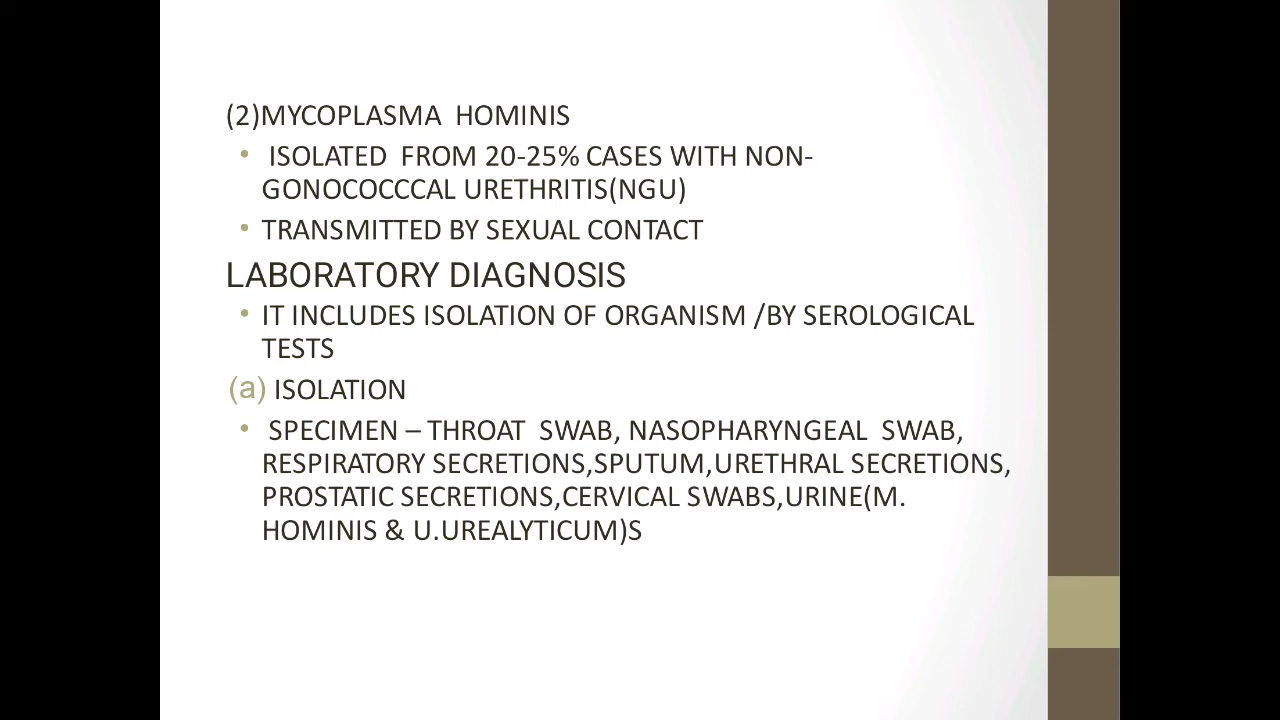 (2)MYCOPLASMA  HOMINIS
• ISOLATED  FROM 20-25% CASES WITH NON-
GONOCOCCCAL URETHRITIS(NGU)
• TRANSMITTED BY SEXUAL CONTACT
LABORATORY DIAGNOSIS
• IT INCLUDES ISOLATION OF ORGANISM /BY SEROLOGICAL
TESTS
(a) ISOLATION
• SPECIMEN – THROAT  SWAB, NASOPHARYNGEAL  SWAB,
RESPIRATORY SECRETIONS,SPUTUM,URETHRAL SECRETIONS,
PROSTATIC SECRETIONS,CERVICAL SWABS,URINE(M.
HOMINIS & U.UREALYTICUM)S